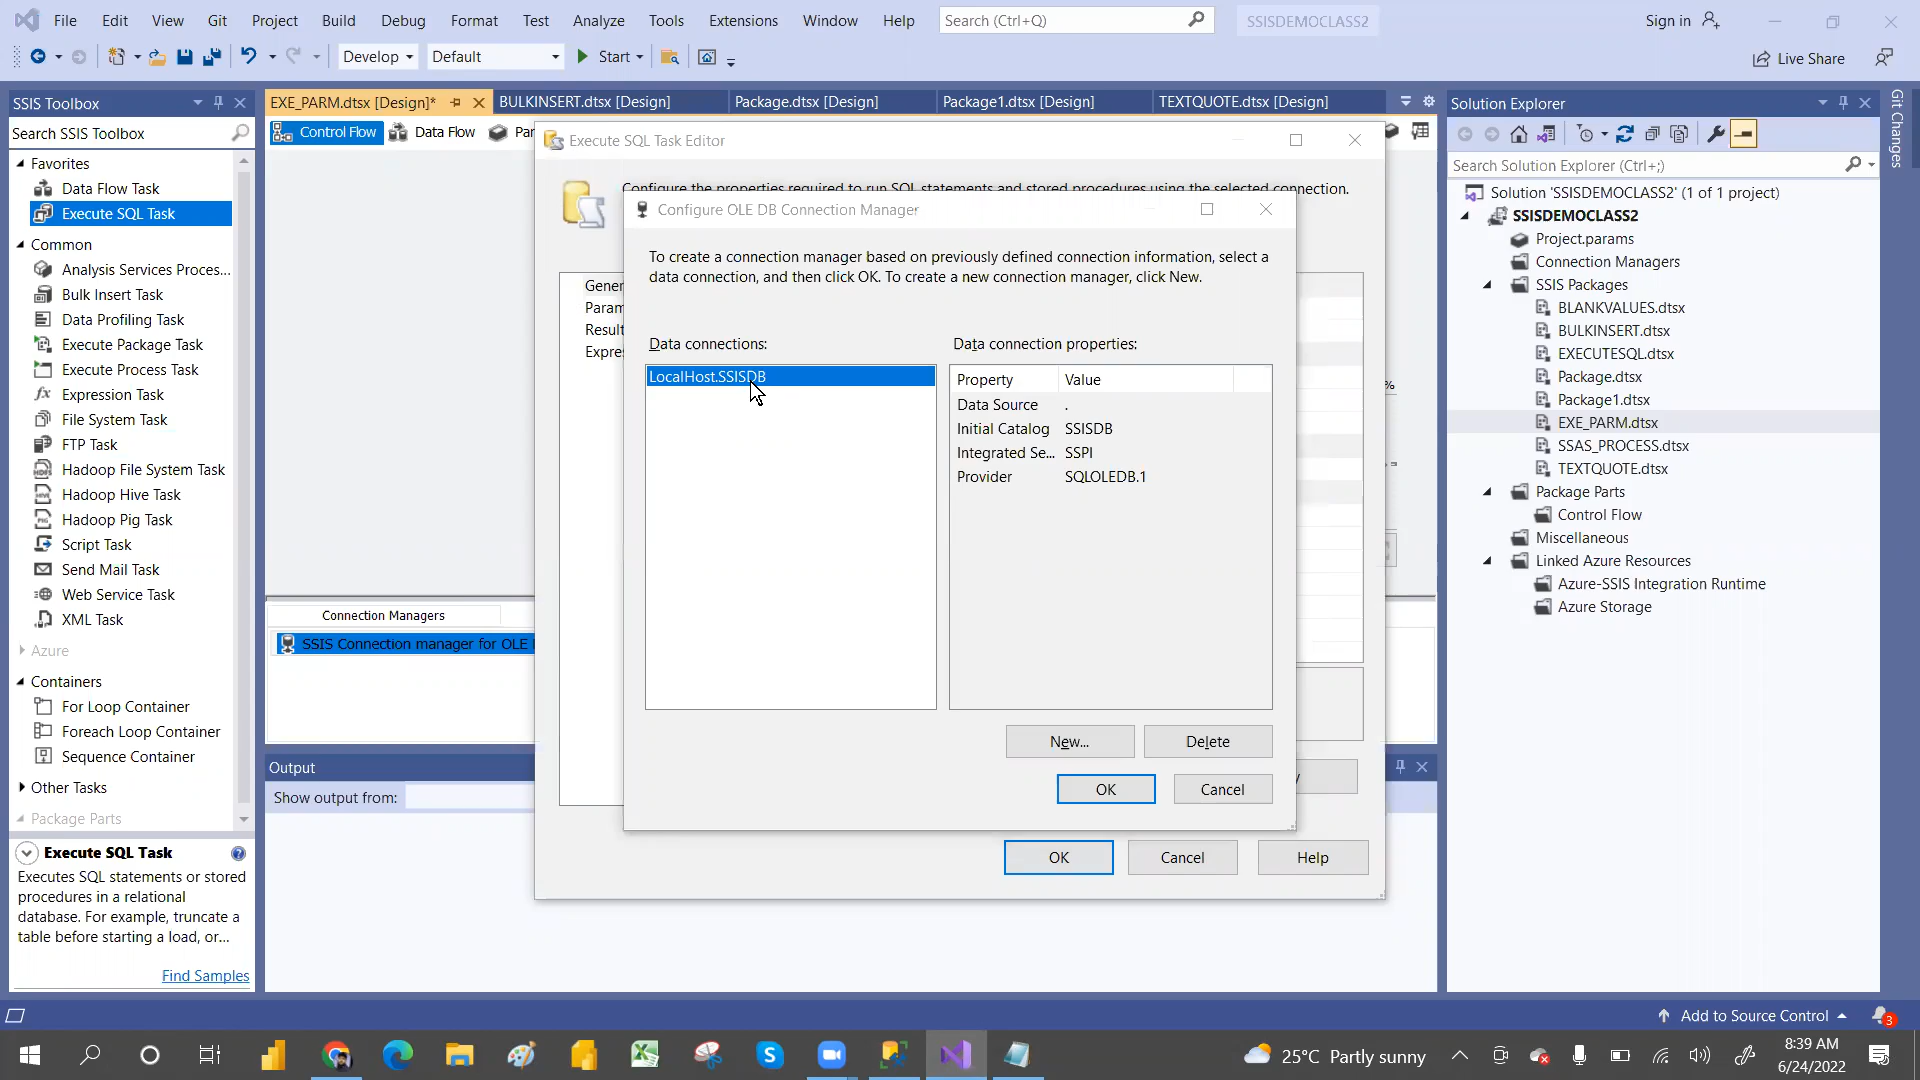 File Edit View Git Project Build Debug Format Test Analyze Tools Extensions Window Help Search (Ctrl+Q) SSISDEMOCLASS2 Sign in
Develop Default Start Live Share
SSIS Toolbox
Search SSIS Toolbox
Favorites
Data Flow Task
Execute SQL Task
Common
Analysis Services Proces...
Bulk Insert Task
Data Profiling Task
Execute Package Task
Execute Process Task
Expression Task
File System Task
FTP Task
Hadoop File System Task
Hadoop Hive Task
Hadoop Pig Task
Script Task
Send Mail Task
Web Service Task
XML Task
Azure
Containers
For Loop Container
Foreach Loop Container
Sequence Container
Other Tasks
Package Parts
Execute SQL Task
Executes SQL statements or stored
procedures in a relational
database. For example, truncate a
table before starting a load, or...
Find Samples
EXE_PARM.dtsx [Design]* BULKINSERT.dtsx [Design] Package.dtsx [Design] Package1.dtsx [Design] TEXTQUOTE.dtsx [Design]
Control Flow Data Flow Par
Execute SQL Task Editor
Configure the properties required to run SQL statements and stored procedures using the selected connection.
Gener
Param
Result
Expre
Configure OLE DB Connection Manager
To create a connection manager based on previously defined connection information, select a
data connection, and then click OK. To create a new connection manager, click New.
Data connections: Data connection properties:
LocalHost.SSISDB
Property Value
Data Source .
Initial Catalog SSISDB
Integrated Se... SSPI
Provider SQLOLEDB.1
New... Delete
OK Cancel
OK Cancel Help
%
Connection Managers
SSIS Connection manager for OLE
Output
Show output from:
Solution Explorer
Search Solution Explorer (Ctrl+;)
Solution 'SSISDEMOCLASS2' (1 of 1 project)
SSISDEMOCLASS2
Project.params
Connection Managers
SSIS Packages
BLANKVALUES.dtsx
BULKINSERT.dtsx
EXECUTESQL.dtsx
Package.dtsx
Package1.dtsx
EXE_PARM.dtsx
SSAS_PROCESS.dtsx
TEXTQUOTE.dtsx
Package Parts
Control Flow
Miscellaneous
Linked Azure Resources
Azure-SSIS Integration Runtime
Azure Storage
Git Changes
Add to Source Control 3
25°C Partly sunny
8:39 AM
6/24/2022